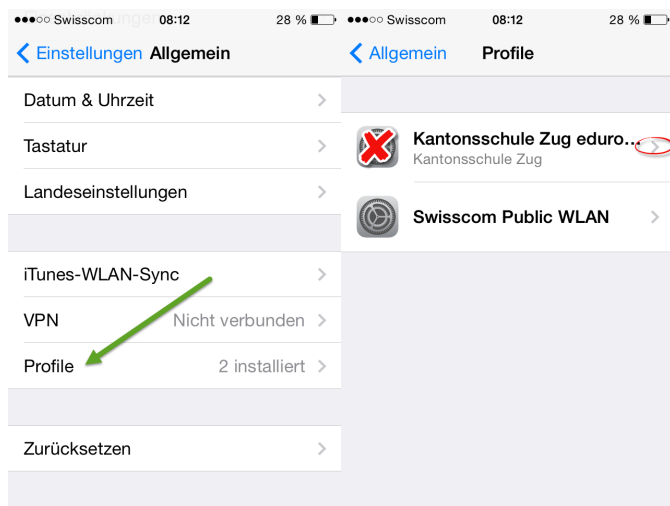 Swisscom 08:12 28 %
Einstellungen Allgemein
Datum & Uhrzeit
Tastatur
Landeseinstellungen
iTunes-WLAN-Sync
VPN Nicht verbunden
Profile 2 installiert
Zurücksetzen
Swisscom 08:12 28 %
Allgemein Profile
Kantonsschule Zug eduro...
Kantonsschule Zug
Swisscom Public WLAN